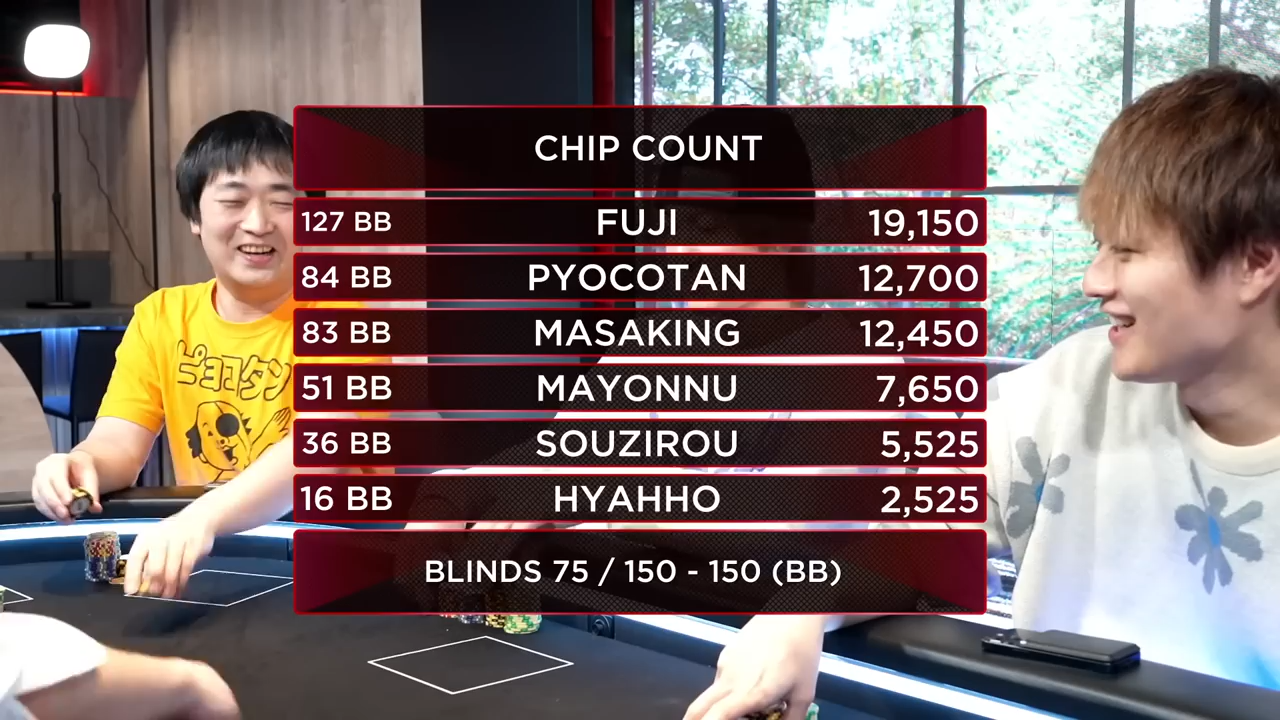 CHIP COUNT
127 BB FUJI 19,150
84 BB PYOCOTAN 12,700
83 BB MASAKING 12,450
51 BB MAYONNU 7,650
36 BB SOUZIROU 5,525
16 BB HYAHHO 2,525
BLINDS 75 / 150 - 150 (BB)
ピョコタン